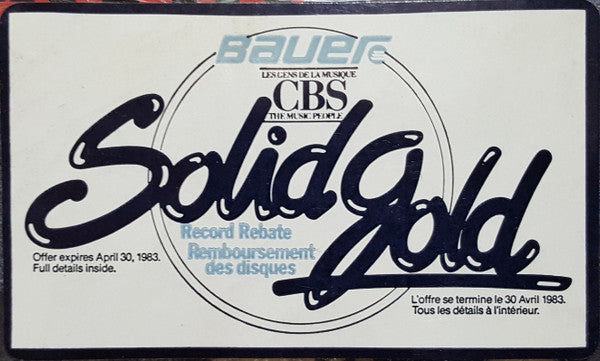 Bauer
LES GENS DE LA MUSIQUE
CBS
THE MUSIC PEOPLE
Solid gold
Record Rebate
Remboursement
des disques
Offer expires April 30, 1983.
Full details inside.
L'offre se termine le 30 Avril 1983.
Tous les détails à l'intérieur.